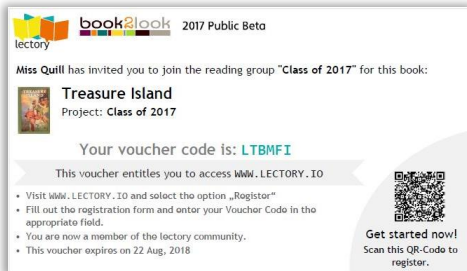 lectory
book2look 2017 Public Beta
Miss Quill has invited you to join the reading group "Class of 2017" for this book:
TREASURE ISLAND
Treasure Island
Project: Class of 2017
Your voucher code is: LTBMFI
This voucher entitles you to access WWW.LECTORY.IO
• Visit WWW.LECTORY.IO and select the option „Register“
• Fill out the registration form and enter your Voucher Code in the
appropriate field.
• You are now a member of the lectory community.
• This voucher expires on 22 Aug, 2018
Get started now!
Scan this QR-Code to
register.